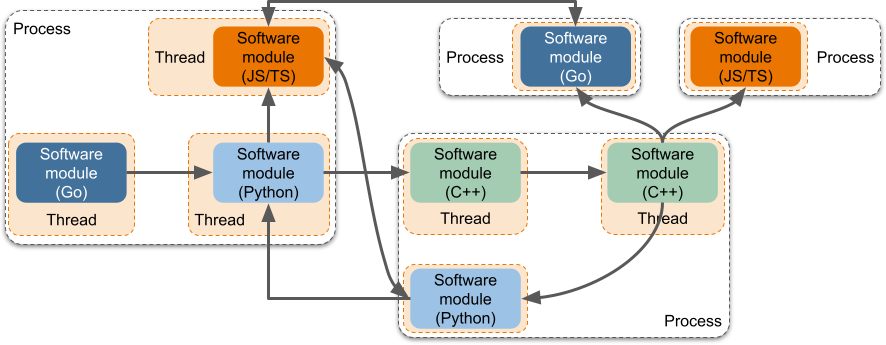 Process
Thread
Software
module
(JS/TS)
Process
Software
module
(Go)
Software
module
(JS/TS)
Process
Software
module
(Go)
Thread
Software
module
(Python)
Thread
Software
module
(C++)
Thread
Software
module
(C++)
Thread
Software
module
(Python)
Process